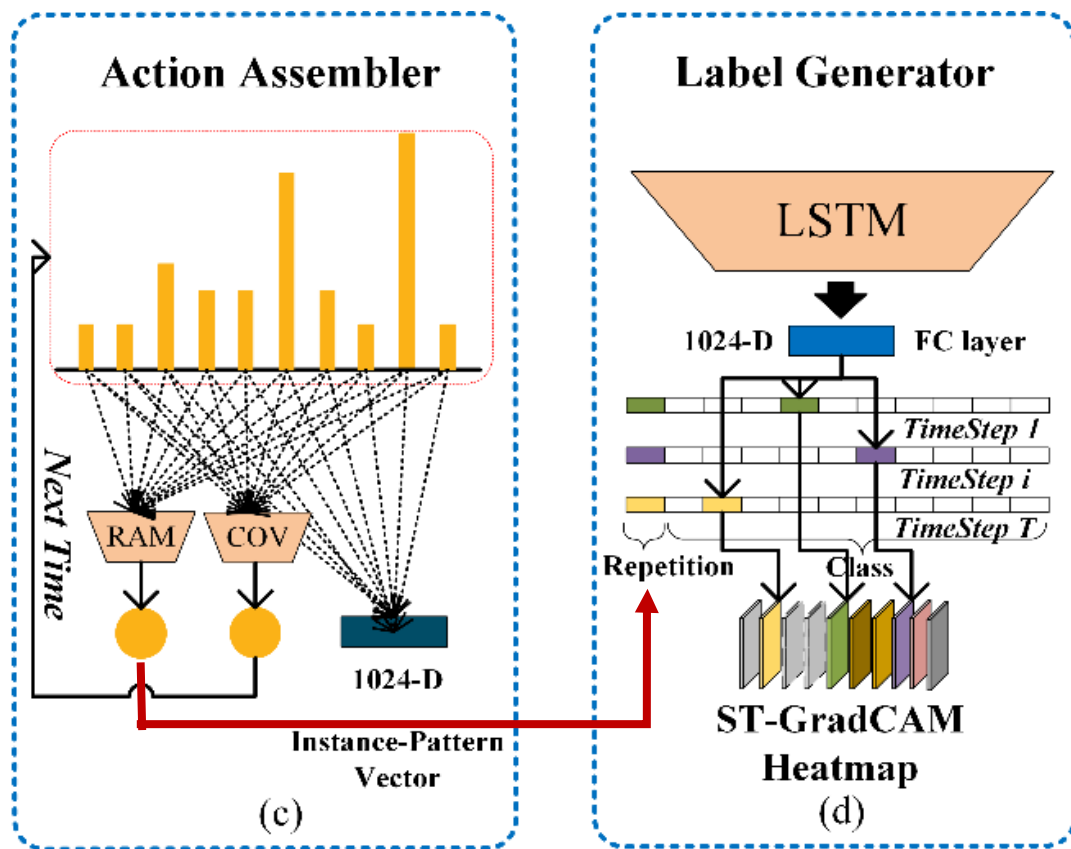 Action Assembler
Next Time
RAM
COV
1024-D
Instance-Pattern
Vector
(c)
Label Generator
LSTM
1024-D
FC layer
TimeStep 1
TimeStep i
TimeStep T
Repetition
Class
ST-GradCAM
Heatmap
(d)